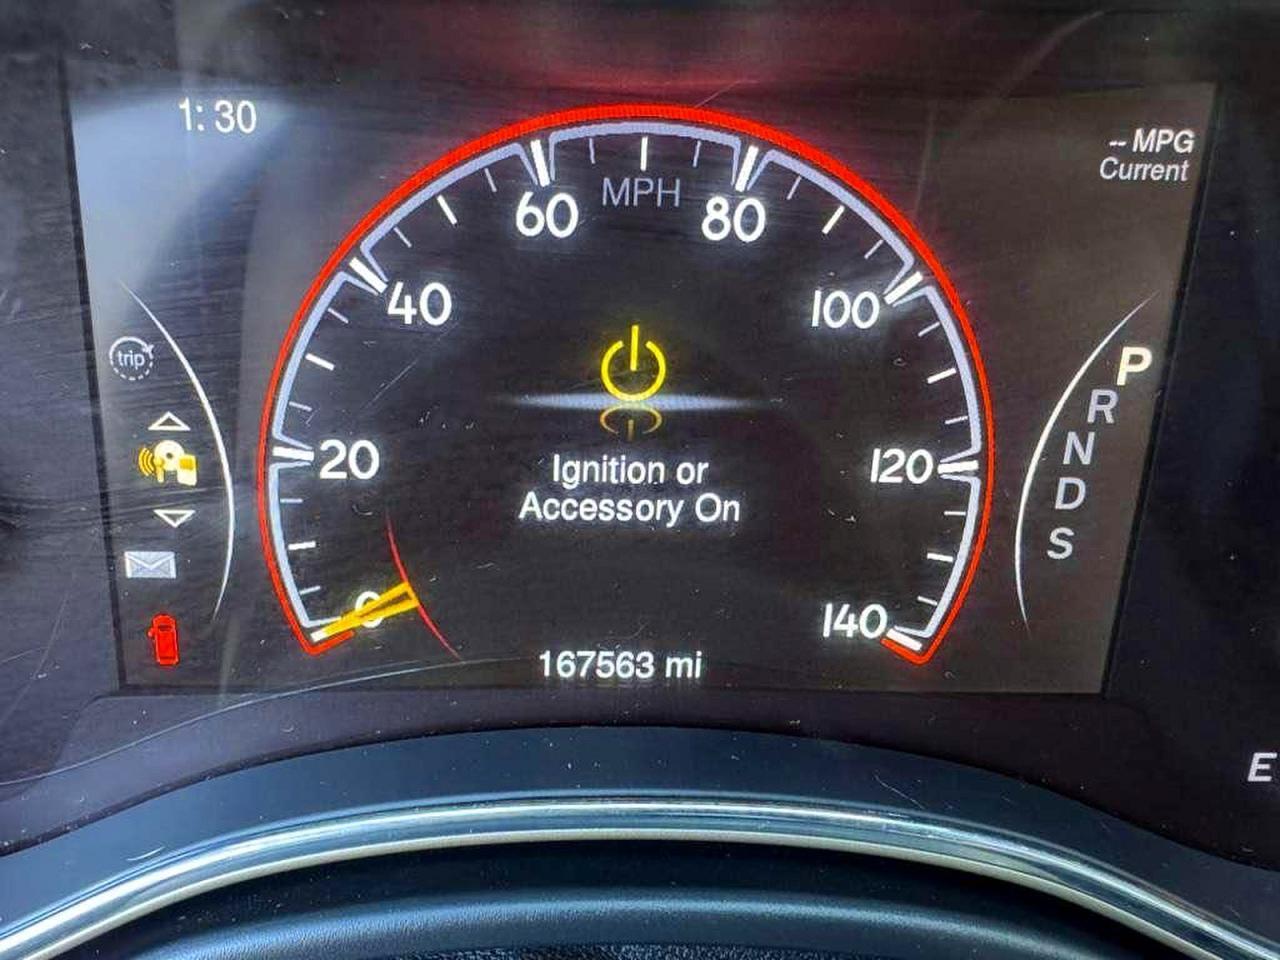 1:30
-- MPG
Current
MPH
60
80
40
100
20
120
0
140
trip
Ignition or
Accessory On
P
R
N
D
S
167563 mi
E